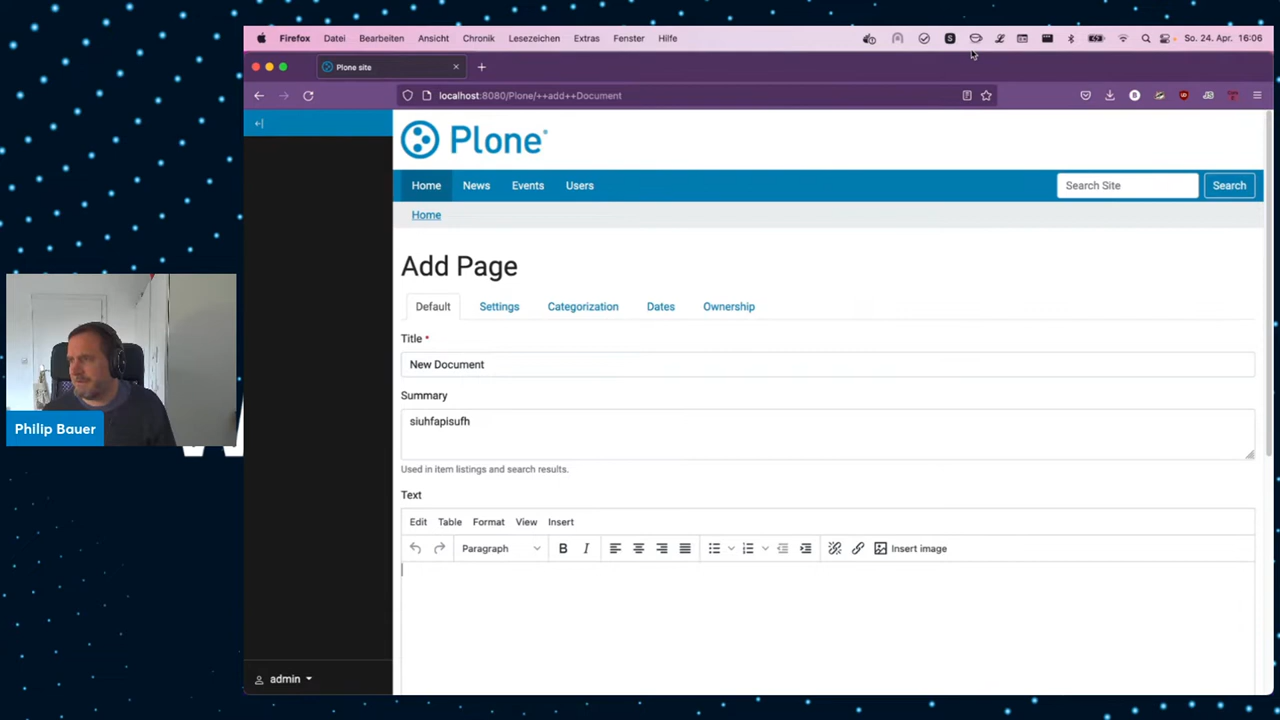 Firefox Datei Bearbeiten Ansicht Chronik Lesezeichen Extras Fenster Hilfe So. 24. Apr. 16:06
Plone site
localhost:8080/Plone/++add++Document
Plone
Home News Events Users Search Site Search
Home
Add Page
Default Settings Categorization Dates Ownership
Title •
New Document
Summary
siuhfapisufh
Used in item listings and search results.
Text
Edit Table Format View Insert
Paragraph B I Insert image
Philip Bauer
admin